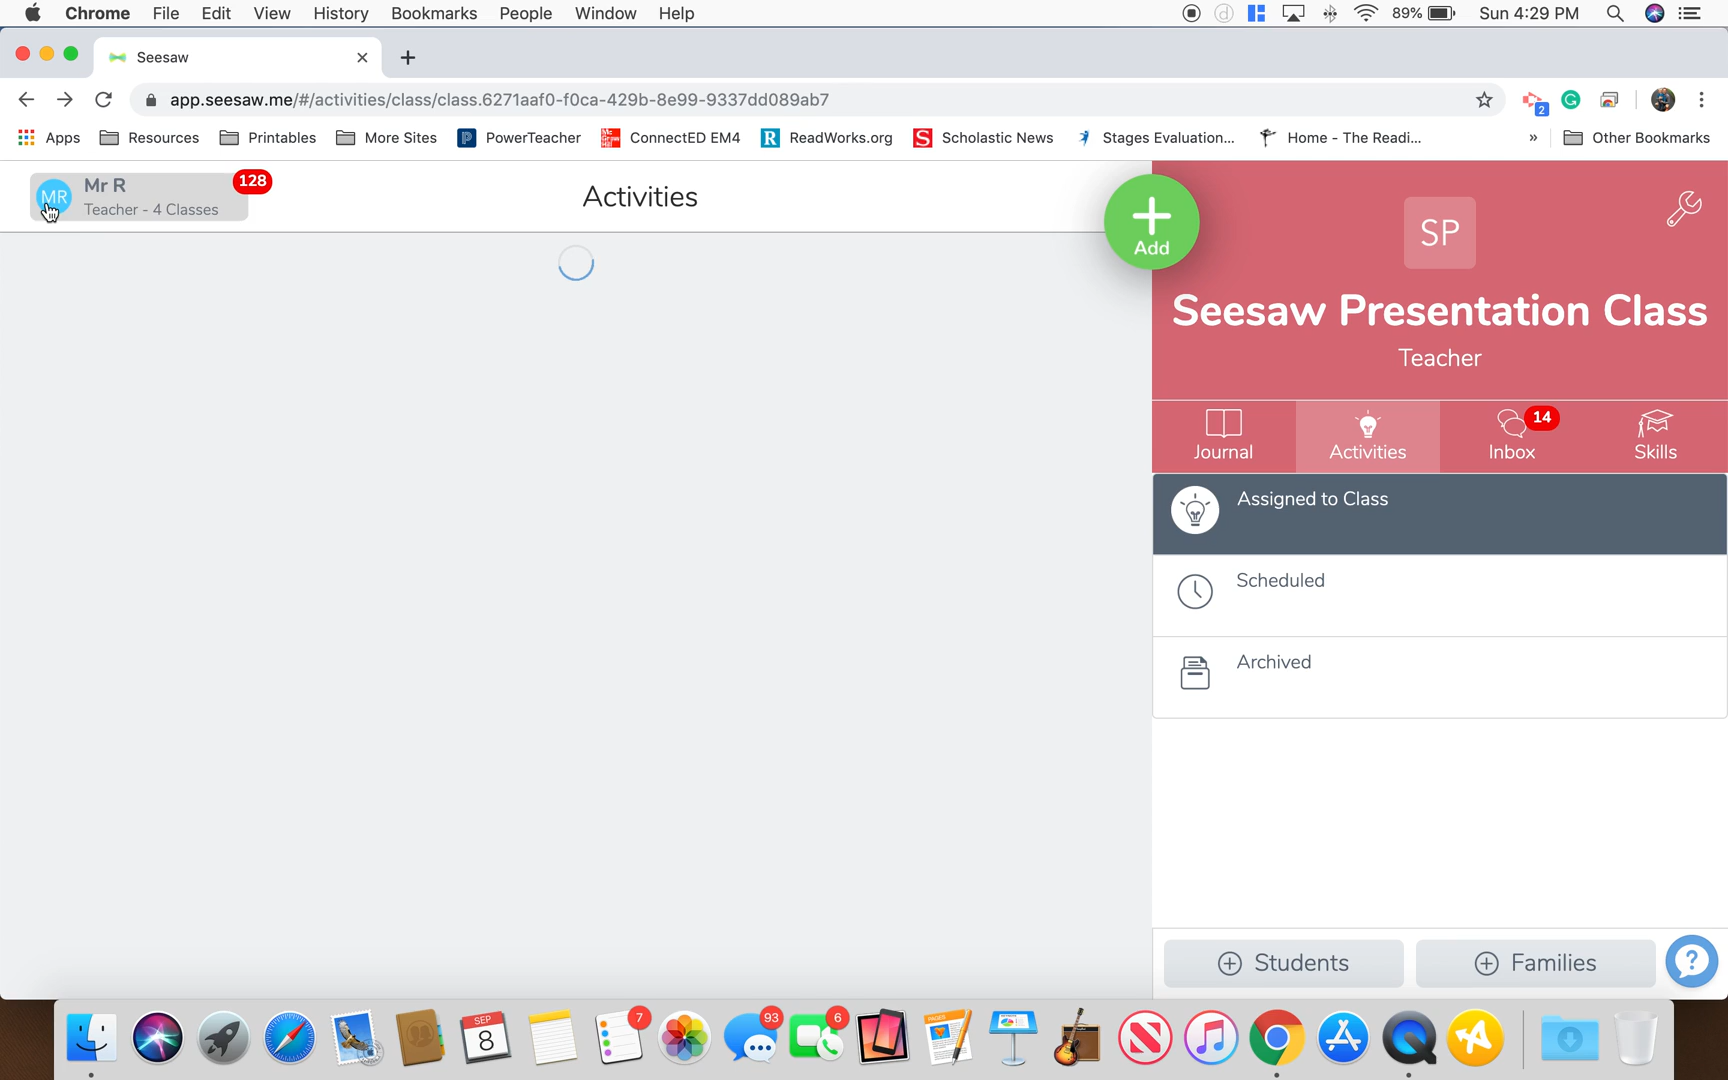 Chrome File Edit View History Bookmarks People Window Help 89% Sun 4:29 PM
Seesaw
app.seesaw.me/#/activities/class/class.6271aaf0-f0ca-429b-8e99-9337dd089ab7
2
Apps Resources Printables More Sites PowerTeacher ConnectED EM4 ReadWorks.org Scholastic News Stages Evaluation... Home - The Readi... » Other Bookmarks
MR Mr R 128
Teacher - 4 Classes
Activities
Add
SP
Seesaw Presentation Class
Teacher
Journal Activities Inbox 14 Skills
Assigned to Class
Scheduled
Archived
Students Families ?
SEP 8 7 93 6
PAGES